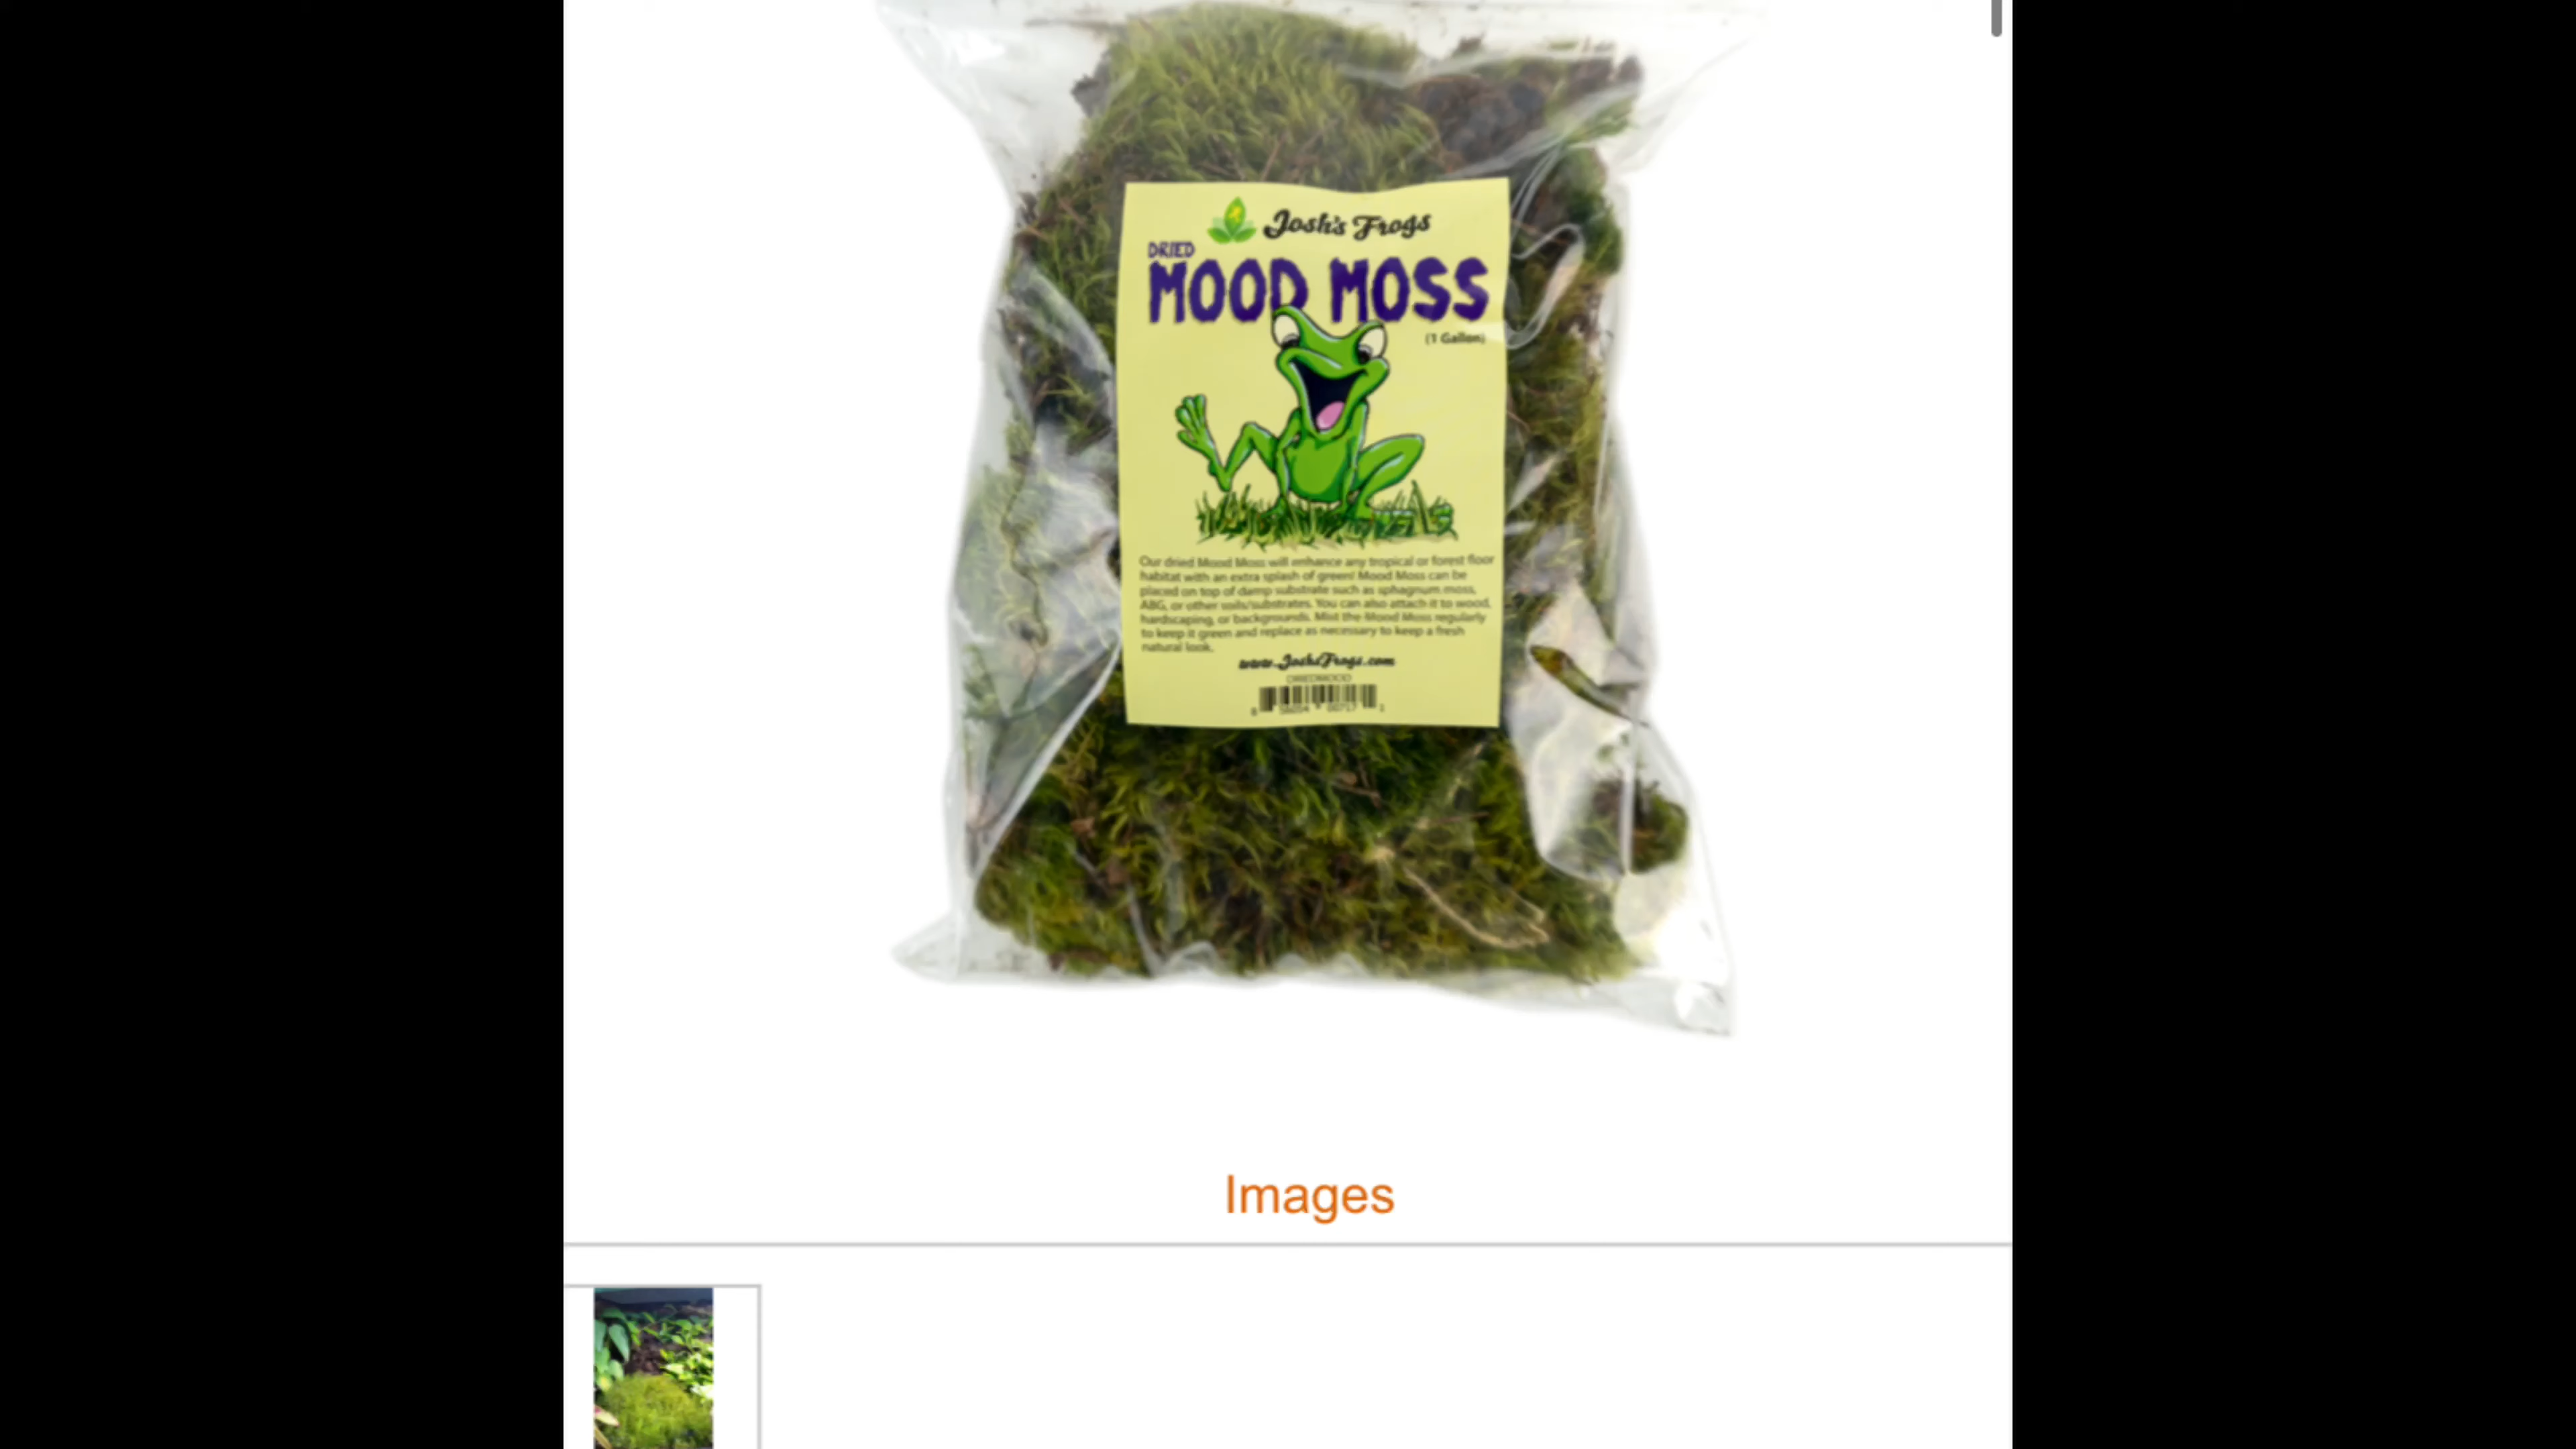 Josh's Frogs
DRIED
MOOD MOSS
(1 Gallon)
Our dried Mood Moss will enhance any tropical or forest floor
habitat with an extra splash of green! Mood Moss can be
placed on top of damp substrate such as sphagnum moss,
ABG, or other soils/substrates. You can also attach it to wood,
hardscaping, or backgrounds. Mist the Mood Moss regularly
to keep it green and replace as necessary to keep a fresh
natural look.
www.JoshsFrogs.com
DRIEDMOOD
Images